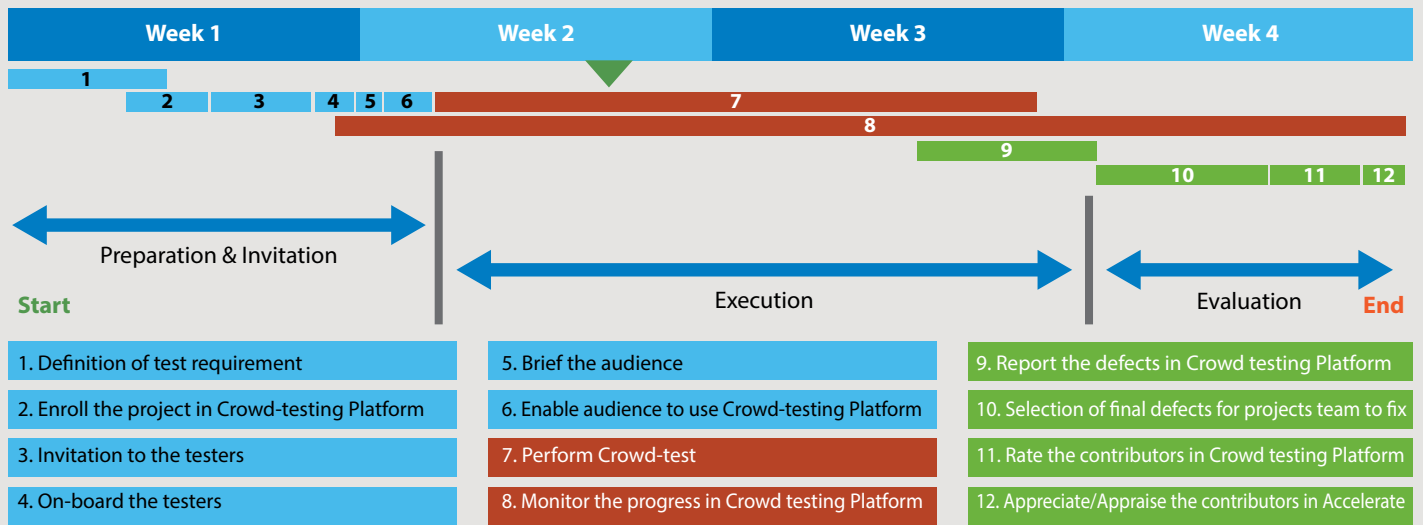 Week 1 Week 2 Week 3 Week 4
1
2 3 4 5 6 7
8
9
10 11 12
Preparation & Invitation
Execution
Evaluation
Start
End
1. Definition of test requirement
2. Enroll the project in Crowd-testing Platform
3. Invitation to the testers
4. On-board the testers
5. Brief the audience
6. Enable audience to use Crowd-testing Platform
7. Perform Crowd-test
8. Monitor the progress in Crowd testing Platform
9. Report the defects in Crowd testing Platform
10. Selection of final defects for projects team to fix
11. Rate the contributors in Crowd testing Platform
12. Appreciate/Appraise the contributors in Accelerate